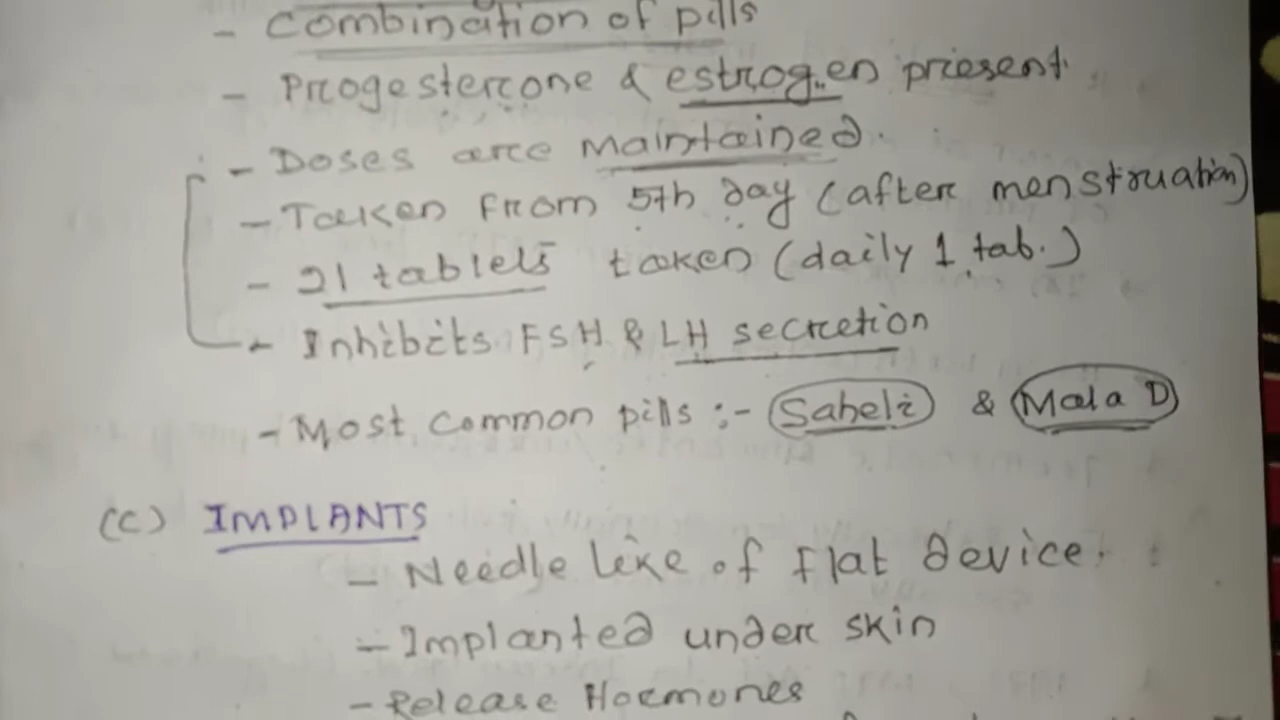 - Combination of pills
- Progesterone & estrogen present
- Doses are maintained.
- Taken from 5th day (after menstruation)
- 21 tablets taken (daily 1 tab.)
- Inhibits FSH & LH secretion
- Most common pills :- Saheli & Mala D
(C) IMPLANTS
- Needle like of flat device.
- Implanted under skin
- Release Hormones